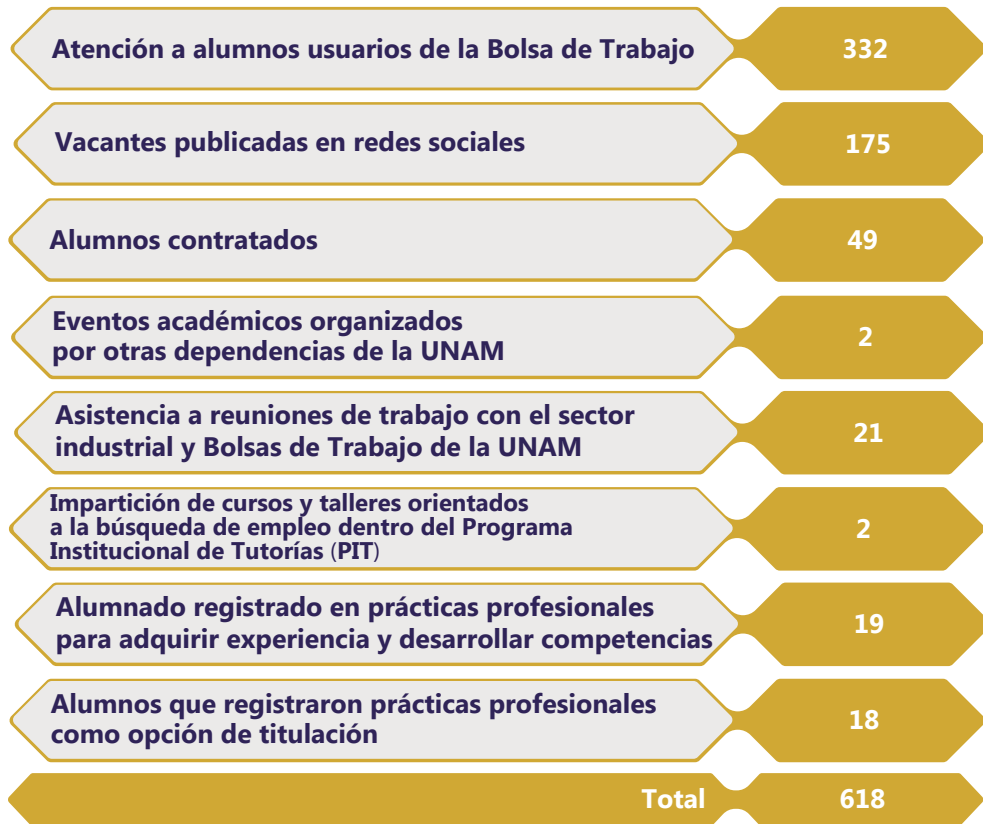 Atención a alumnos usuarios de la Bolsa de Trabajo 332
Vacantes publicadas en redes sociales 175
Alumnos contratados 49
Eventos académicos organizados
por otras dependencias de la UNAM 2
Asistencia a reuniones de trabajo con el sector
industrial y Bolsas de Trabajo de la UNAM 21
Impartición de cursos y talleres orientados
a la búsqueda de empleo dentro del Programa 2
Institucional de Tutorías (PIT)
Alumnado registrado en prácticas profesionales
para adquirir experiencia y desarrollar competencias 19
Alumnos que registraron prácticas profesionales
como opción de titulación 18
Total 618